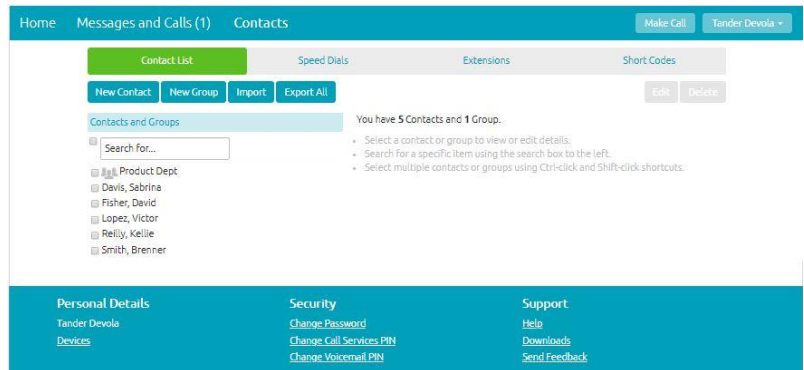 Home Messages and Calls (1) Contacts Make Call Tander Devola
Contact List Speed Dials Extensions Short Codes
New Contact New Group Import Export All Edit Delete
Contacts and Groups
You have 5 Contacts and 1 Group.
Search for...
• Select a contact or group to view or edit details.
• Search for a specific item using the search box to the left.
• Select multiple contacts or groups using Ctrl-click and Shift-click shortcuts.
Product Dept
Davis, Sabrina
Fisher, David
Lopez, Victor
Reilly, Kellie
Smith, Brenner
Personal Details Security Support
Tander Devola Change Password Help
Devices Change Call Services PIN Downloads
Change Voicemail PIN Send Feedback